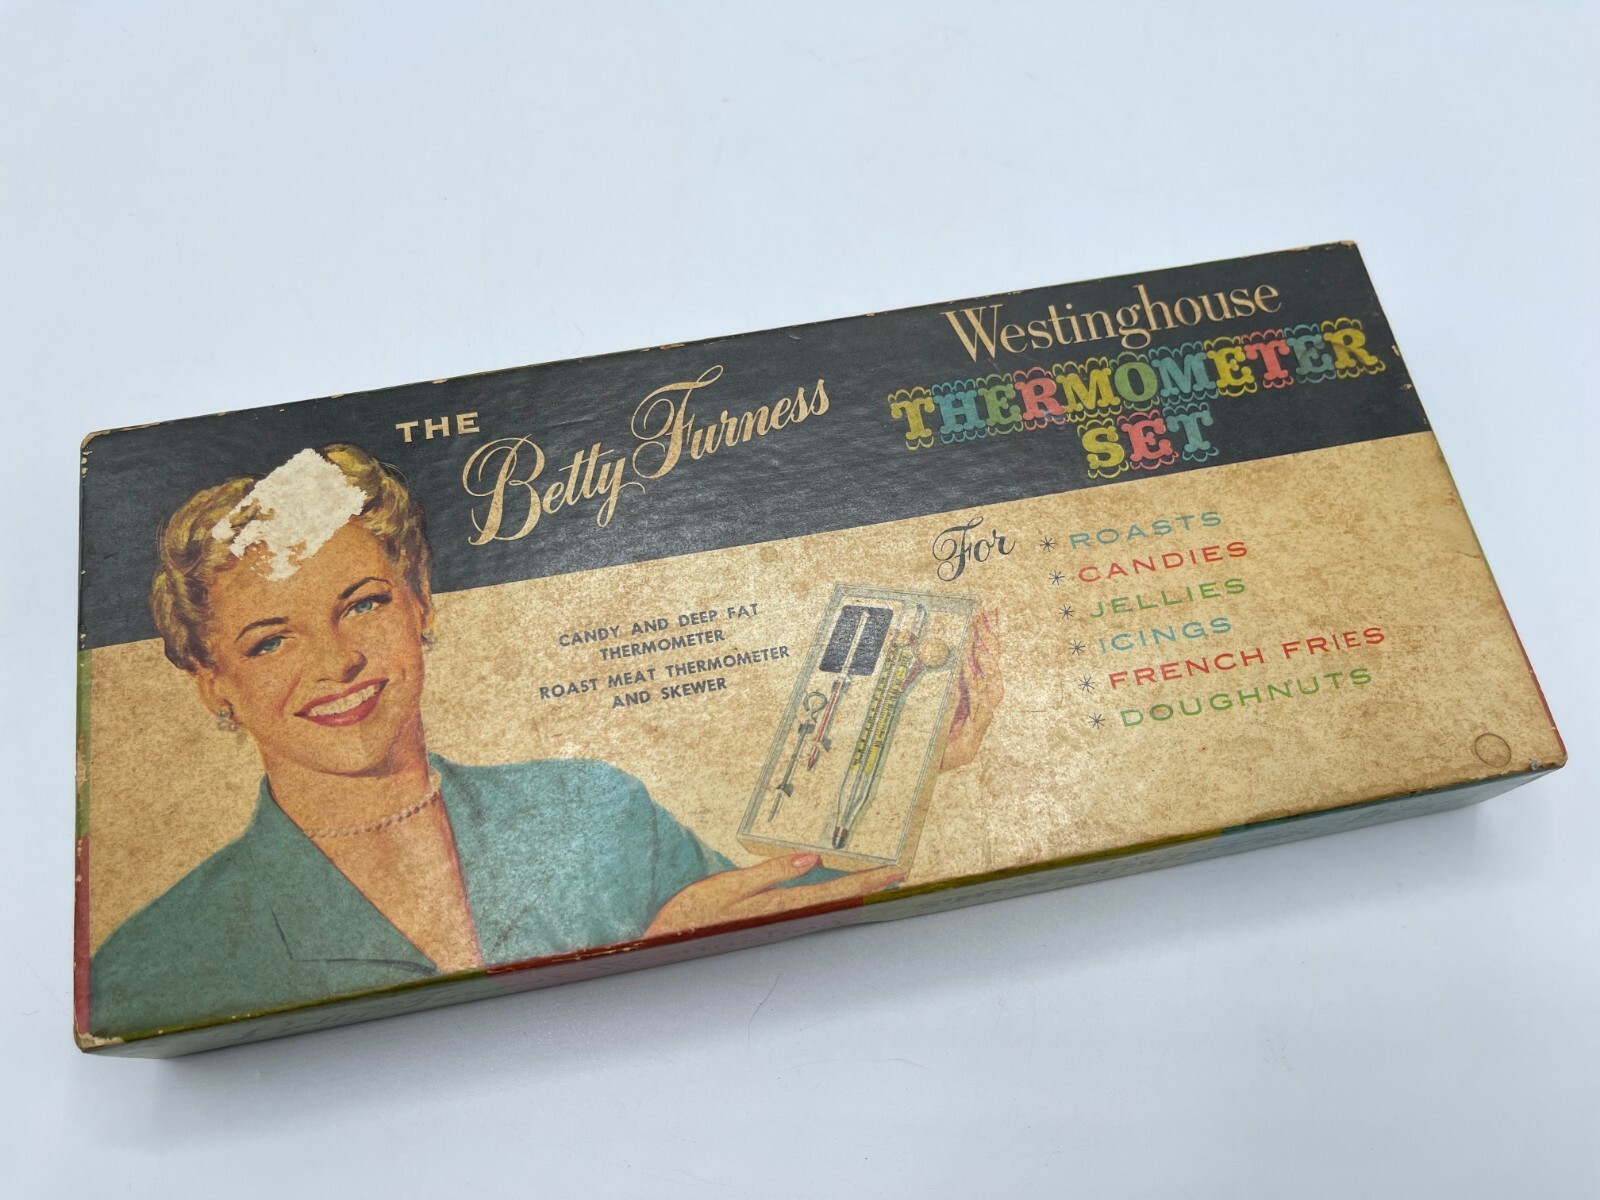 THE Betty Furness
Westinghouse
THERMOMETER
SET
CANDY AND DEEP FAT
THERMOMETER
ROAST MEAT THERMOMETER
AND SKEWER
For
* ROASTS
* CANDIES
* JELLIES
* ICINGS
* FRENCH FRIES
* DOUGHNUTS